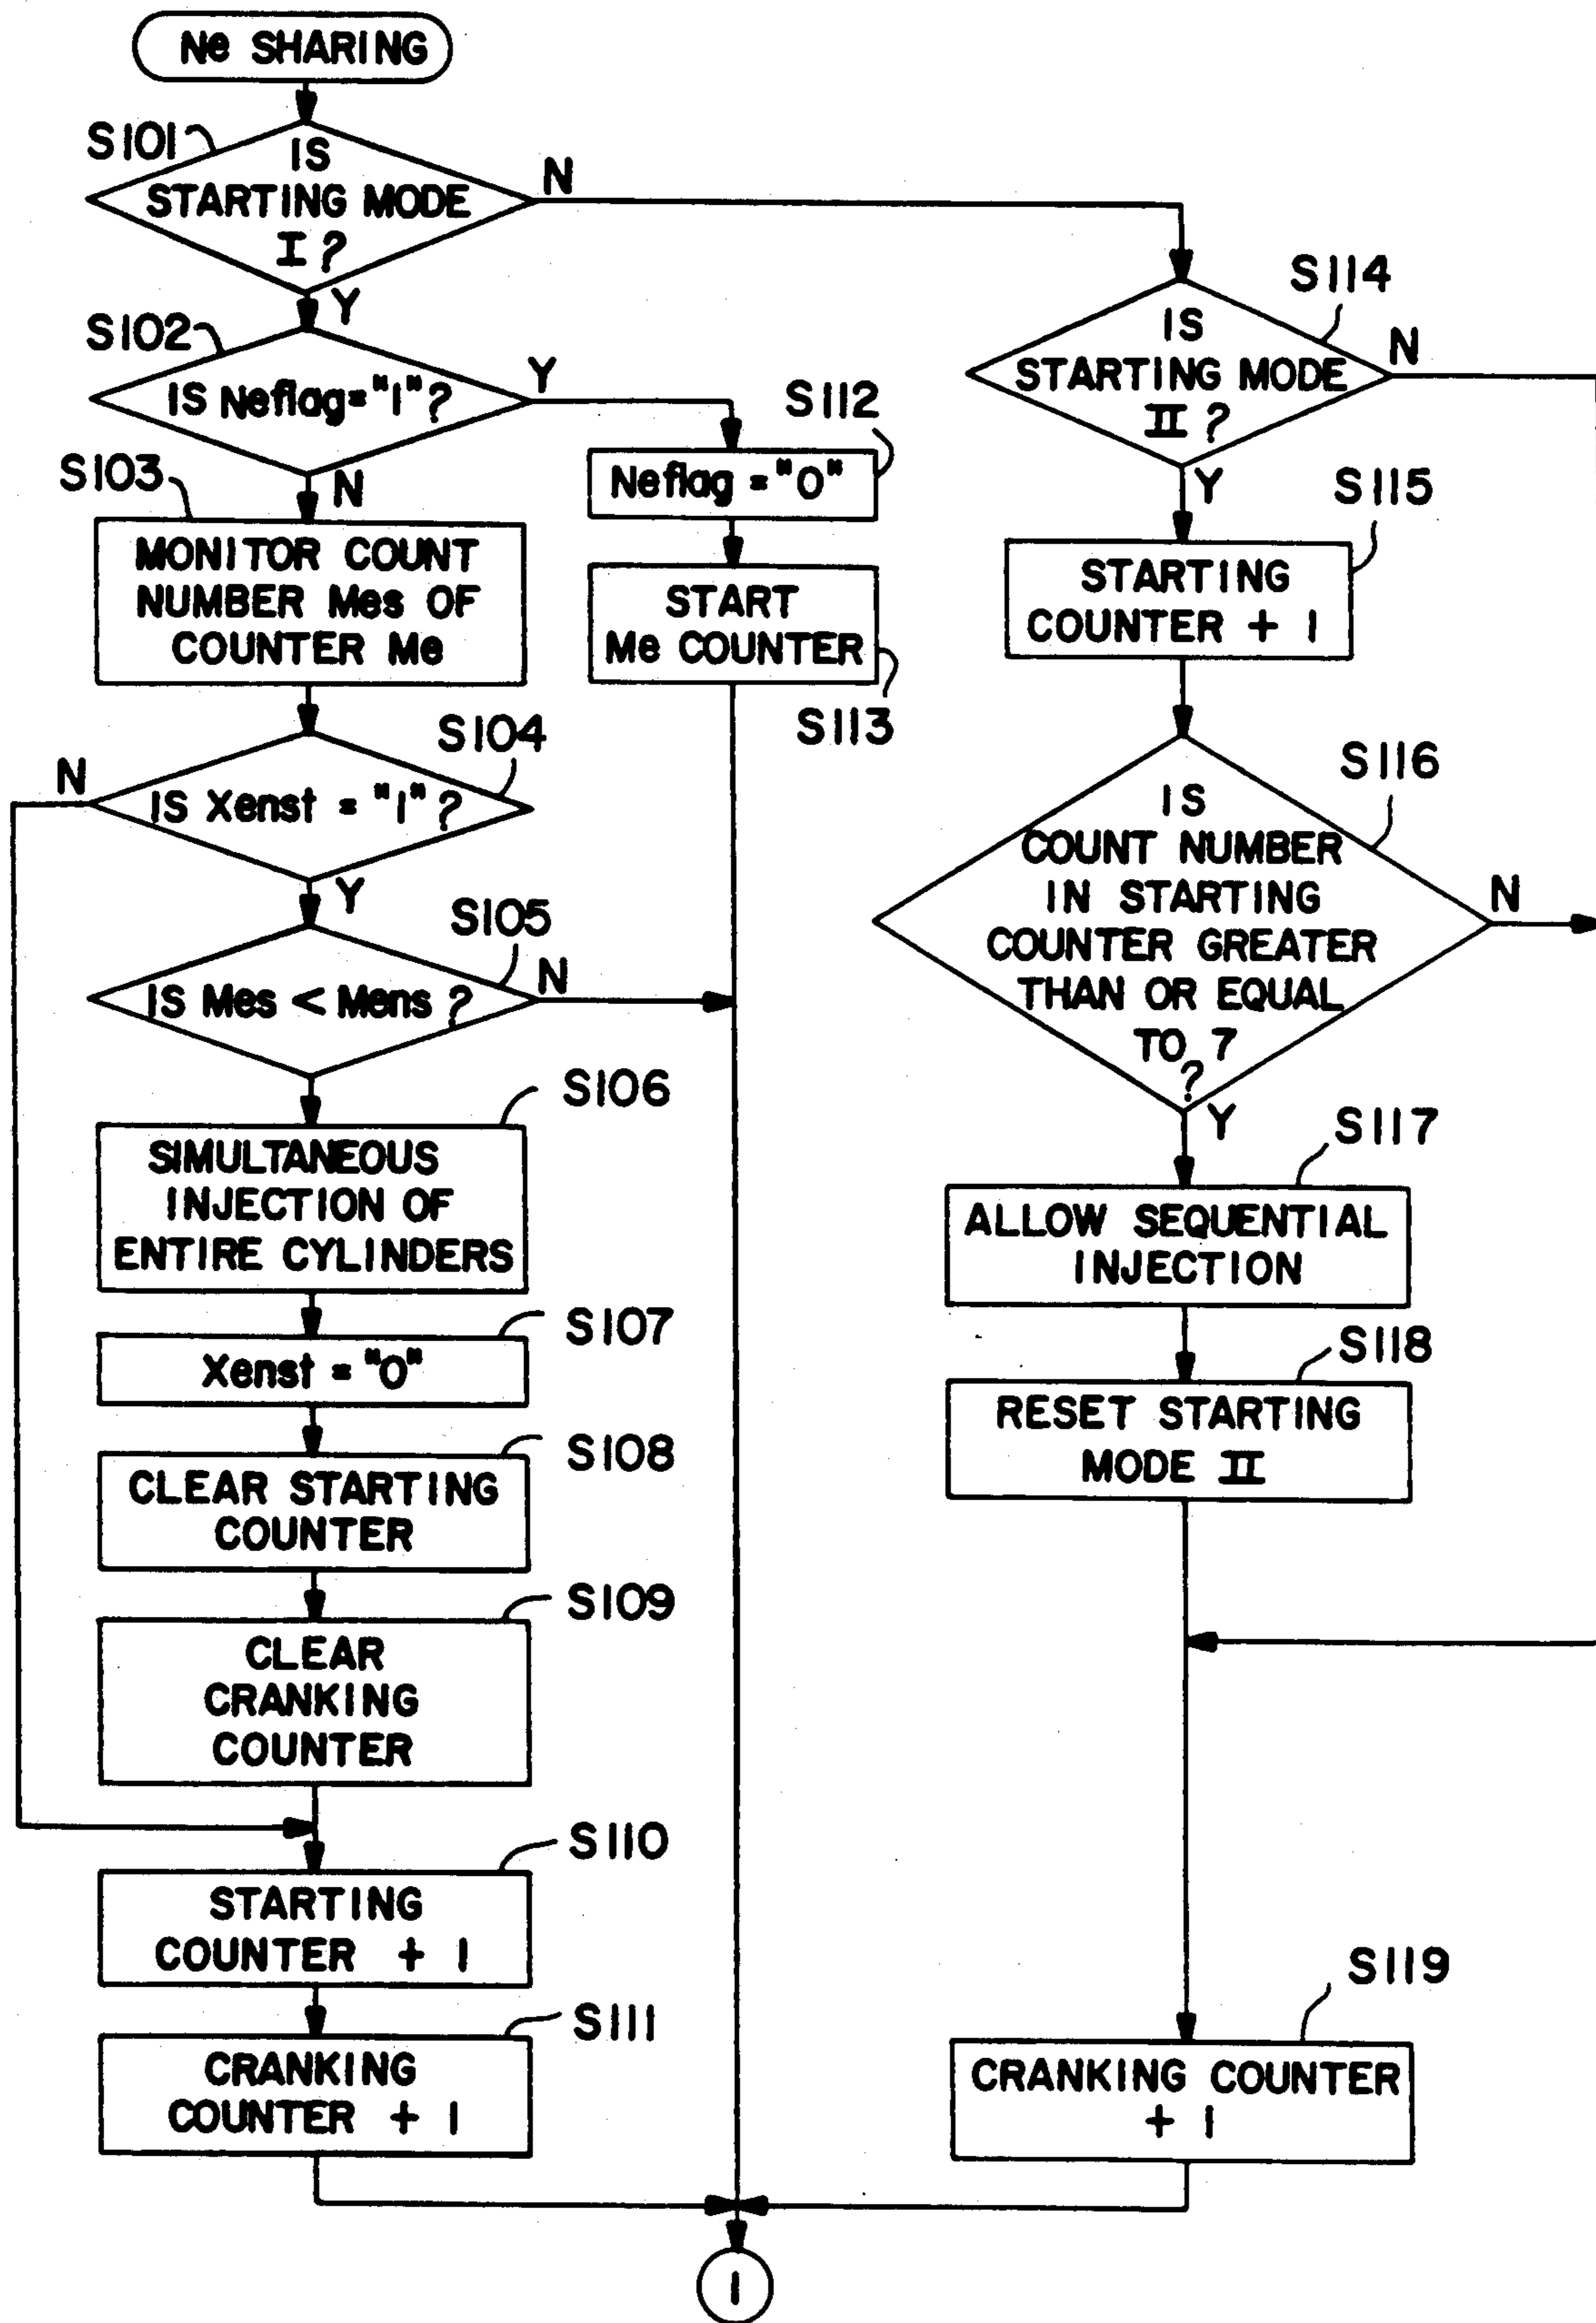 Ne SHARING
S101
IS
STARTING MODE
I ?
N
Y
S102
IS Neflag="1" ?
Y
N
S103
MONITOR COUNT
NUMBER Mes OF
COUNTER Me
S112
Neflag = "0"
START
Me COUNTER
S113
S104
N
IS Xenst = "1" ?
Y
S105
IS Mes < Mens ?
N
S106
SIMULTANEOUS
INJECTION OF
ENTIRE CYLINDERS
S107
Xenst = "0"
S108
CLEAR STARTING
COUNTER
S109
CLEAR
CRANKING
COUNTER
S110
STARTING
COUNTER + 1
S111
CRANKING
COUNTER + 1
S114
IS
STARTING MODE
II ?
N
Y
S115
STARTING
COUNTER + 1
S116
IS
COUNT NUMBER
IN STARTING
COUNTER GREATER
THAN OR EQUAL
TO 7
?
N
Y
S117
ALLOW SEQUENTIAL
INJECTION
S118
RESET STARTING
MODE II
S119
CRANKING COUNTER
+ 1
1